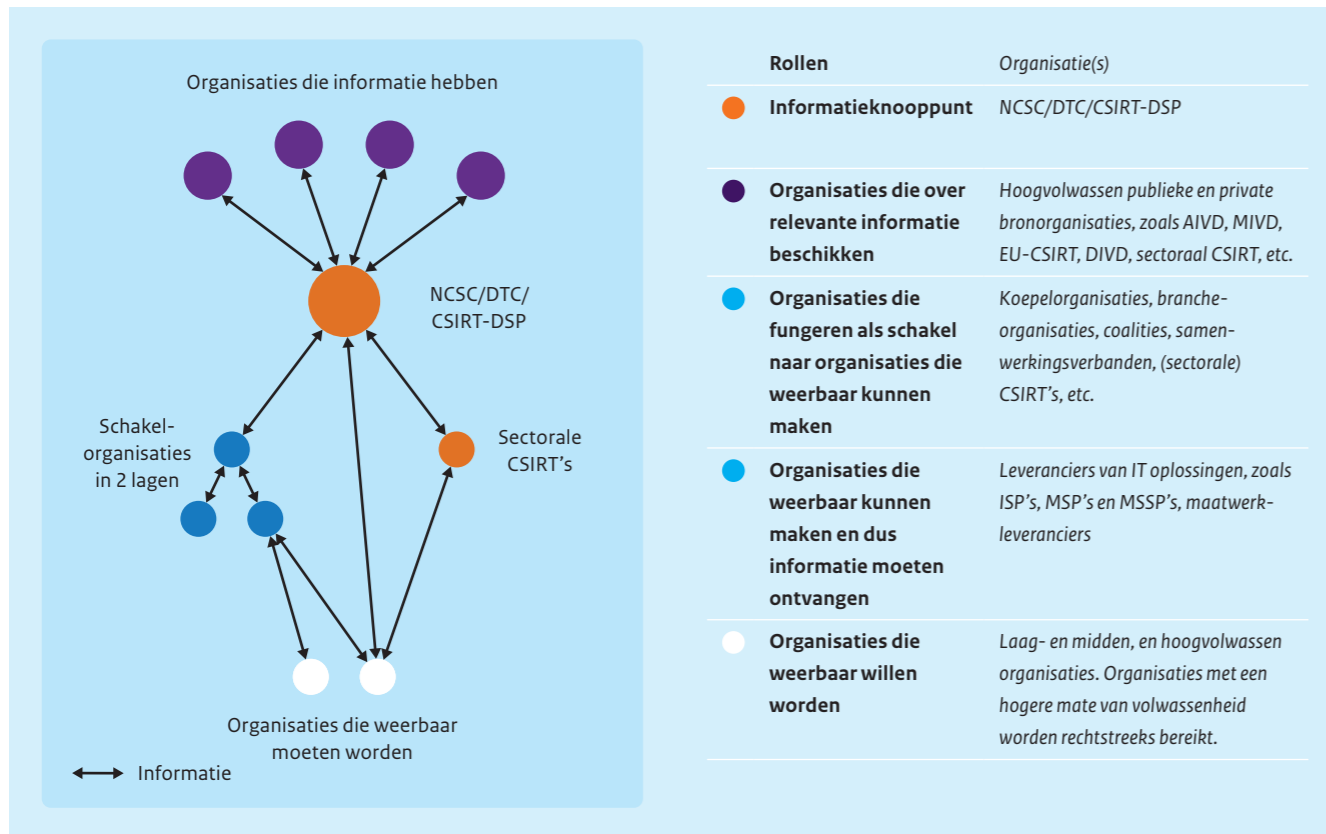 Organisaties die informatie hebben
NCSC/DTC/
CSIRT-DSP
Schakel-
organisaties
in 2 lagen
Sectorale
CSIRT’s
Organisaties die weerbaar
moeten worden
Informatie
Rollen
Organisatie(s)
Informatieknooppunt
NCSC/DTC/CSIRT-DSP
Organisaties die over
relevante informatie
beschikken
Hoogvolwassen publieke en private
bronorganisaties, zoals AIVD, MIVD,
EU-CSIRT, DIVD, sectoraal CSIRT, etc.
Organisaties die
fungeren als schakel
naar organisaties die
weerbaar kunnen
maken
Koepelorganisaties, branche-
organisaties, coalities, samen-
werkingsverbanden, (sectorale)
CSIRT’s, etc.
Organisaties die
weerbaar kunnen
maken en dus
informatie moeten
ontvangen
Leveranciers van IT oplossingen, zoals
ISP’s, MSP’s en MSSP’s, maatwerk-
leveranciers
Organisaties die
weerbaar willen
worden
Laag- en midden, en hoogvolwassen
organisaties. Organisaties met een
hogere mate van volwassenheid
worden rechtstreeks bereikt.